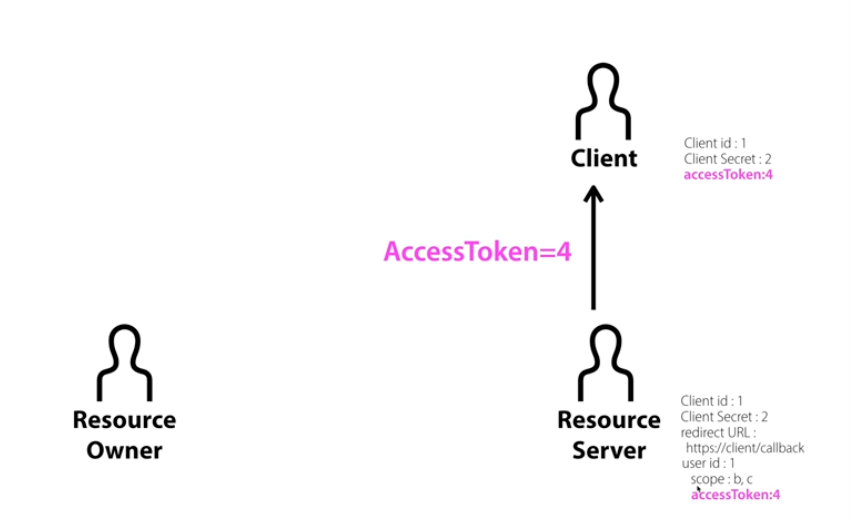 Client
Client id : 1
Client Secret : 2
accessToken:4
AccessToken=4
Resource
Owner
Resource
Server
Client id : 1
Client Secret : 2
redirect URL :
https://client/callback
user id : 1
scope : b, c
accessToken:4